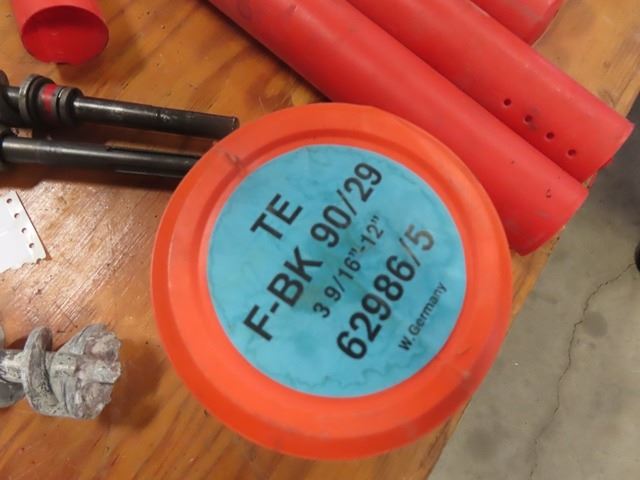 TE
F-BK 90/29
3 9/16"-12"
62986/5
W. Germany